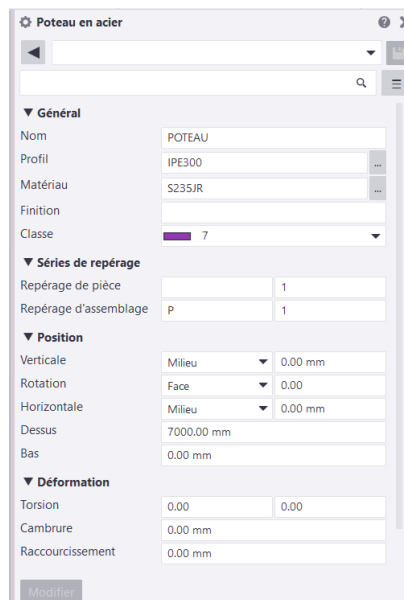 Poteau en acier
Général
Nom POTEAU
Profil IPE300 ...
Matériau S235JR ...
Finition
Classe 7
Séries de repérage
Repérage de pièce 1
Repérage d'assemblage P 1
Position
Verticale Milieu 0.00 mm
Rotation Face 0.00
Horizontale Milieu 0.00 mm
Dessus 7000.00 mm
Bas 0.00 mm
Déformation
Torsion 0.00 0.00
Cambrure 0.00 mm
Raccourcissement 0.00 mm
Modifier